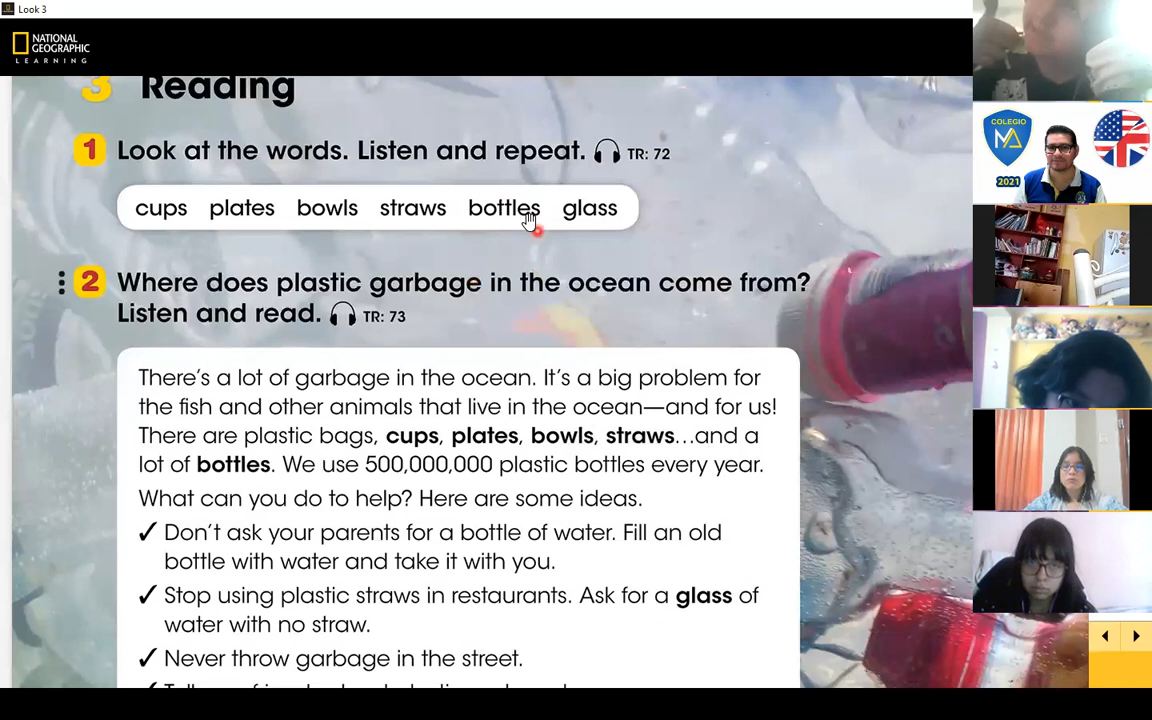 Look 3
NATIONAL
GEOGRAPHIC
LEARNING
3 Reading
1 Look at the words. Listen and repeat. TR: 72
cups plates bowls straws bottles glass
2 Where does plastic garbage in the ocean come from?
Listen and read. TR: 73
There's a lot of garbage in the ocean. It's a big problem for
the fish and other animals that live in the ocean—and for us!
There are plastic bags, cups, plates, bowls, straws...and a
lot of bottles. We use 500,000,000 plastic bottles every year.
What can you do to help? Here are some ideas.
✓ Don't ask your parents for a bottle of water. Fill an old
bottle with water and take it with you.
✓ Stop using plastic straws in restaurants. Ask for a glass of
water with no straw.
✓ Never throw garbage in the street.
COLEGIO
MA
2021